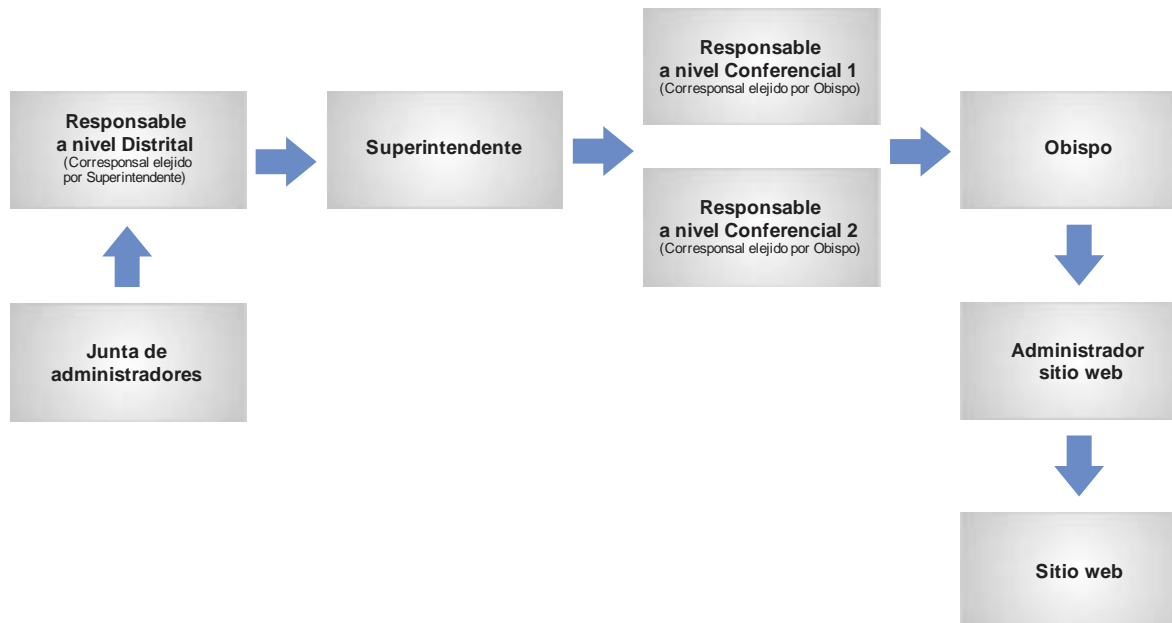 Responsable
a nivel Distrital
(Corresponsal elejido
por Superintendente)
Superintendente
Responsable
a nivel Conferencial 1
(Corresponsal elejido por Obispo)
Responsable
a nivel Conferencial 2
(Corresponsal elejido por Obispo)
Obispo
Junta de
administradores
Administrador
sitio web
Sitio web